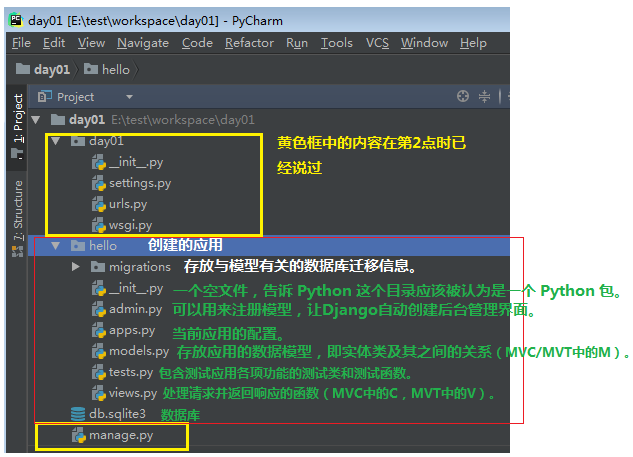 day01 [E:\test\workspace\day01] - PyCharm
File Edit View Navigate Code Refactor Run Tools VCS Window Help
day01 hello
1: Project
7: Structure
Project
day01 E:\test\workspace\day01
day01
黄色框中的内容在第2点时已
经说过
__init__.py
settings.py
urls.py
wsgi.py
hello 创建的应用
migrations 存放与模型有关的数据库迁移信息。
__init__.py 一个空文件，告诉 Python 这个目录应该被认为是一个 Python 包。
admin.py 可以用来注册模型，让Django自动创建后台管理界面。
apps.py 当前应用的配置。
models.py 存放应用的数据模型，即实体类及其之间的关系（MVC/MVT中的M）。
tests.py 包含测试应用各项功能的测试类和测试函数。
views.py 处理请求并返回响应的函数（MVC中的C，MVT中的V）。
db.sqlite3 数据库
manage.py